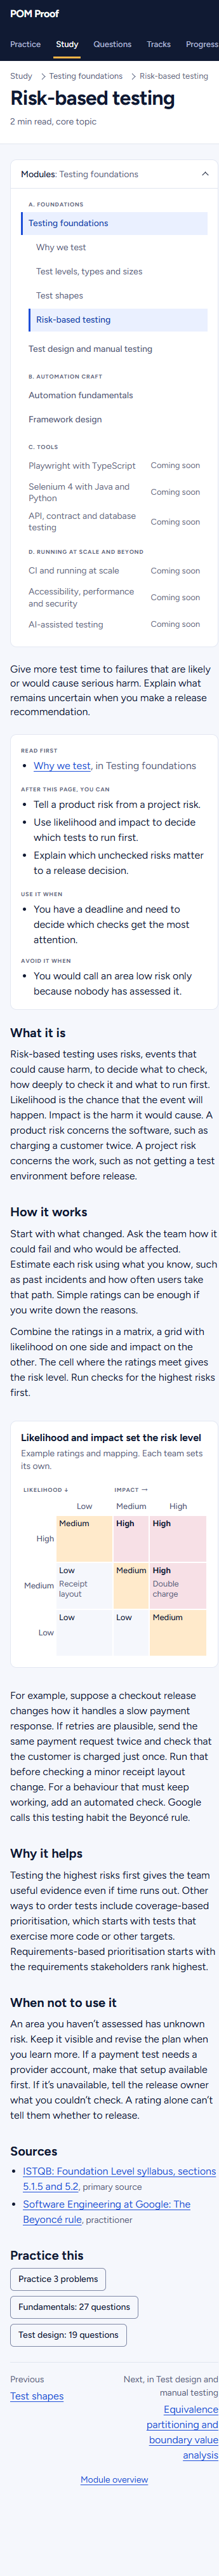 POM Proof
Practice Study Questions Tracks Progress
Study > Testing foundations > Risk-based testing
Risk-based testing
2 min read, core topic
Modules: Testing foundations
A. FOUNDATIONS
Testing foundations
Why we test
Test levels, types and sizes
Test shapes
Risk-based testing
Test design and manual testing
B. AUTOMATION CRAFT
Automation fundamentals
Framework design
C. TOOLS
Playwright with TypeScript Coming soon
Selenium 4 with Java and
Python Coming soon
API, contract and database
testing Coming soon
D. RUNNING AT SCALE AND BEYOND
CI and running at scale Coming soon
Accessibility, performance
and security Coming soon
AI-assisted testing Coming soon
Give more test time to failures that are likely
or would cause serious harm. Explain what
remains uncertain when you make a release
recommendation.
READ FIRST
• Why we test, in Testing foundations
AFTER THIS PAGE, YOU CAN
• Tell a product risk from a project risk.
• Use likelihood and impact to decide
which tests to run first.
• Explain which unchecked risks matter
to a release decision.
USE IT WHEN
• You have a deadline and need to
decide which checks get the most
attention.
AVOID IT WHEN
• You would call an area low risk only
because nobody has assessed it.
What it is
Risk-based testing uses risks, events that
could cause harm, to decide what to check,
how deeply to check it and what to run first.
Likelihood is the chance that the event will
happen. Impact is the harm it would cause. A
product risk concerns the software, such as
charging a customer twice. A project risk
concerns the work, such as not getting a test
environment before release.
How it works
Start with what changed. Ask the team how it
could fail and who would be affected.
Estimate each risk using what you know, such
as past incidents and how often users take
that path. Simple ratings can be enough if
you write down the reasons.
Combine the ratings in a matrix, a grid with
likelihood on one side and impact on the
other. The cell where the ratings meet gives
the risk level. Run checks for the highest risks
first.
Likelihood and impact set the risk level
Example ratings and mapping. Each team sets
its own.
LIKELIHOOD ↓ IMPACT →
Low Medium High
High Medium High High
Medium Low Receipt layout Medium High Double charge
Low Low Low Medium
For example, suppose a checkout release
changes how it handles a slow payment
response. If retries are plausible, send the
same payment request twice and check that
the customer is charged just once. Run that
before checking a minor receipt layout
change. For a behaviour that must keep
working, add an automated check. Google
calls this testing habit the Beyoncé rule.
Why it helps
Testing the highest risks first gives the team
useful evidence even if time runs out. Other
ways to order tests include coverage-based
prioritisation, which starts with tests that
exercise more code or other targets.
Requirements-based prioritisation starts with
the requirements stakeholders rank highest.
When not to use it
An area you haven't assessed has unknown
risk. Keep it visible and revise the plan when
you learn more. If a payment test needs a
provider account, make that setup available
first. If it's unavailable, tell the release owner
what you couldn't check. A rating alone can't
tell them whether to release.
Sources
• ISTQB: Foundation Level syllabus, sections
5.1.5 and 5.2, primary source
• Software Engineering at Google: The
Beyoncé rule, practitioner
Practice this
Practice 3 problems
Fundamentals: 27 questions
Test design: 19 questions
Previous
Test shapes
Next, in Test design and
manual testing
Equivalence
partitioning and
boundary value
analysis
Module overview